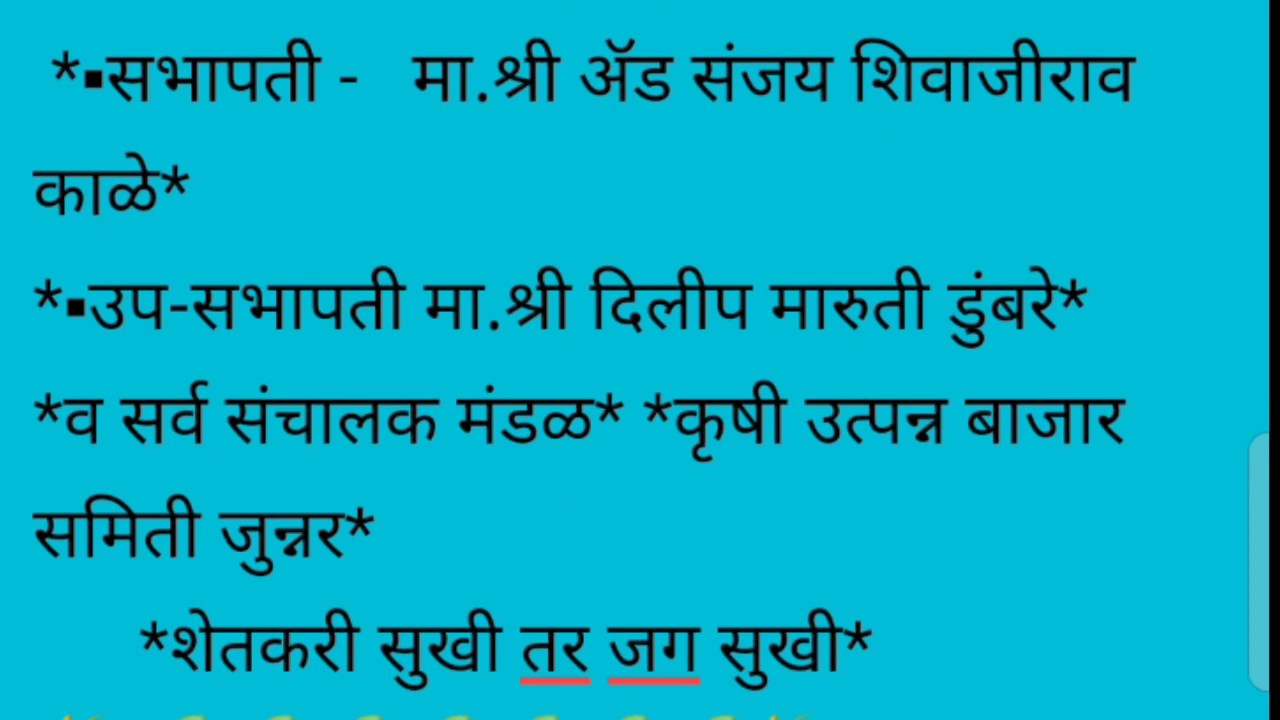 *▪सभापती -   मा.श्री ॲड संजय शिवाजीराव
काळे*
*▪उप-सभापती मा.श्री दिलीप मारुती डुंबरे*
*व सर्व संचालक मंडळ* *कृषी उत्पन्न बाजार
समिती जुन्नर*
*शेतकरी सुखी तर जग सुखी*